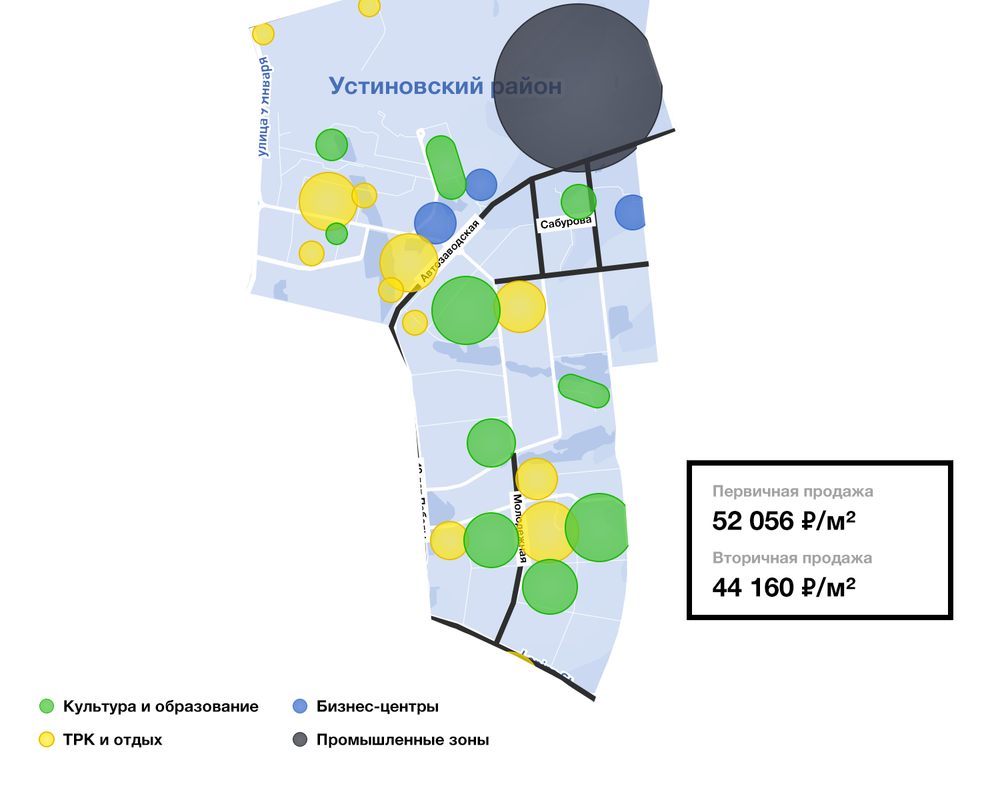 Устиновский район
улица 9 Января
Сабурова
Автозаводская
Молодежная
Первичная продажа
52 056 ₽/м²
Вторичная продажа
44 160 ₽/м²
Культура и образование
Бизнес-центры
ТРК и отдых
Промышленные зоны